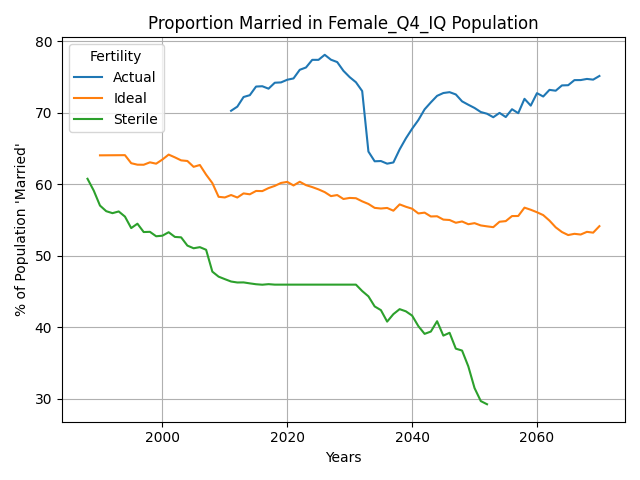 Proportion Married in Female_Q4_IQ Population
Fertility
Actual
Ideal
Sterile
% of Population 'Married'
80
70
60
50
40
30
2000
2020
2040
2060
Years